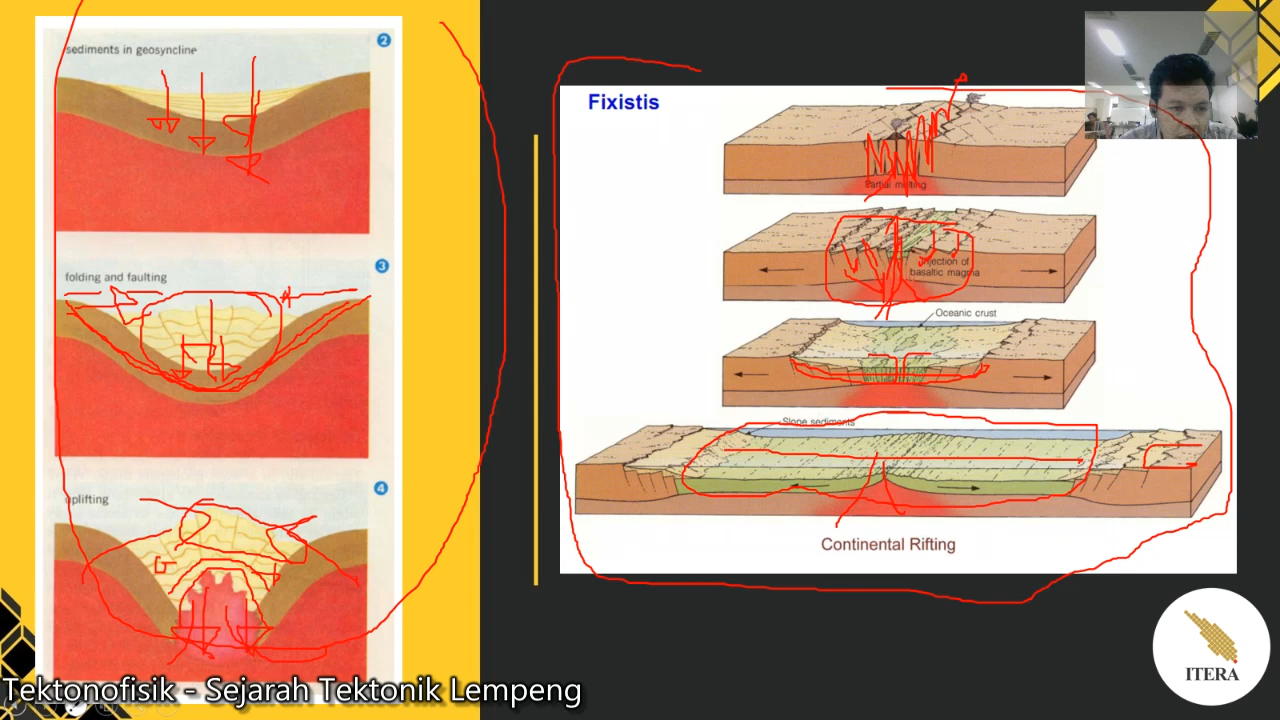 2
sediments in geosyncline
3
folding and faulting
4
uplifting
Fixistis
Partial melting
Injection of
basaltic magma
Oceanic crust
Slope sediments
Continental Rifting
ITERA
Tektonofisik - Sejarah Tektonik Lempeng